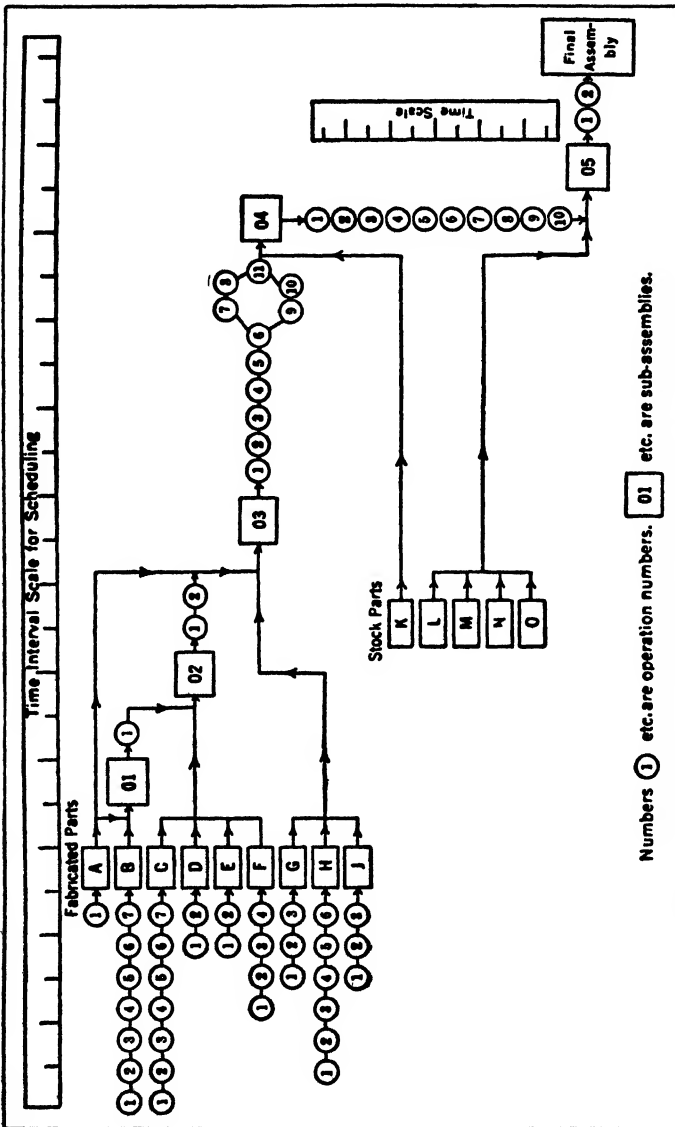 Time Interval Scale for Scheduling
Fabricated Parts
1 A
1 2 3 4 5 6 7 B 01 1
1 2 3 4 5 6 7 C
1 2 D 02 1 2
1 2 E
1 2 3 4 F
1 2 3 G
1 2 3 4 5 6 H
1 2 3 J
03 1 2 3 4 5 6
7 8
9 10
11
04
1
2
3
4
5
6
7
8
9
10
Stock Parts
K
L
M
N
O
Time Scale
05
1 2
Final
Assem-
bly
Numbers 1 etc. are operation numbers. 01 etc. are sub-assemblies.